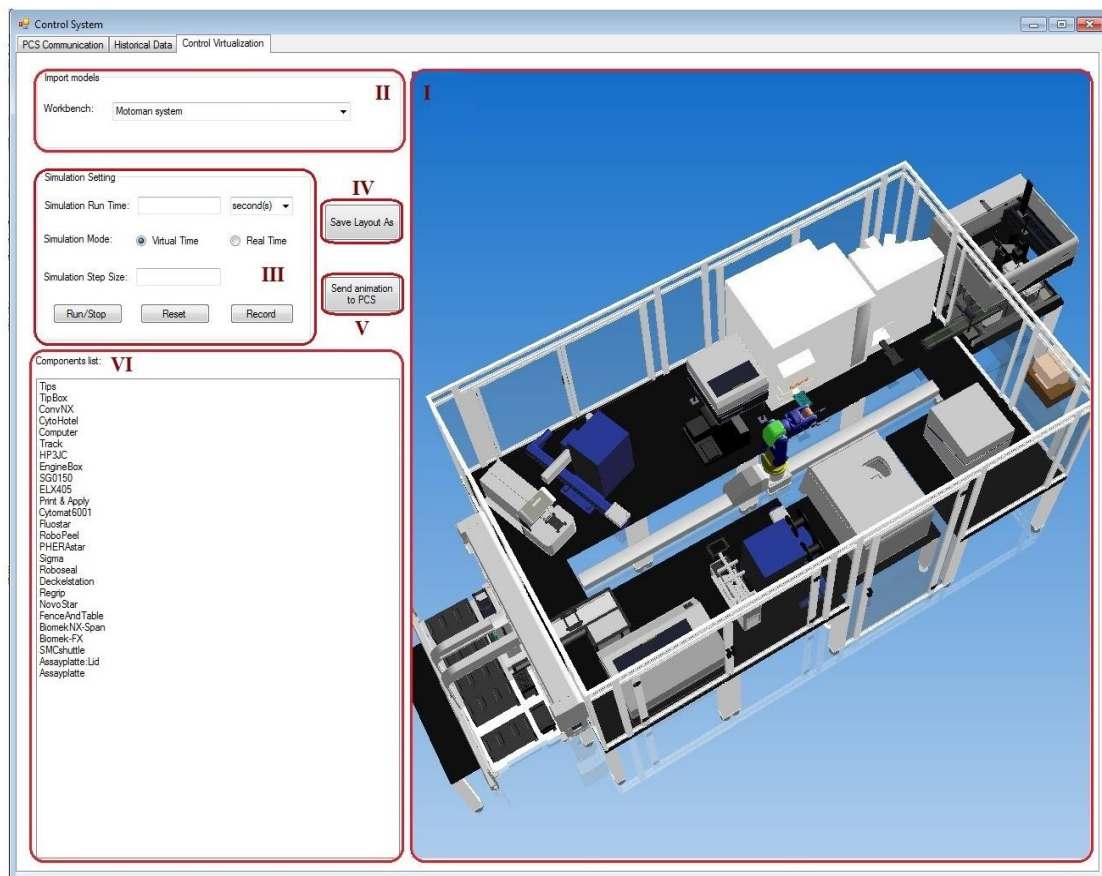 Control System
PCS Communication Historical Data Control Virtualization
Import models
II
I
Workbench: Motoman system
Simulation Setting
IV
Simulation Run Time: second(s)
Save Layout As
Simulation Mode: Virtual Time Real Time
Simulation Step Size:
III
Send animation
to PCS
Run/Stop Reset Record
V
Components list:
VI
Tips
TipBox
ConvNX
CytoHotel
Computer
Track
HP3JC
EngineBox
SG0150
ELX405
Print & Apply
Cytomat6001
Fluostar
RoboPeel
PHERAstar
Sigma
Roboseal
Deckelstation
Regrip
NovoStar
FenceAndTable
BiomekNX-Span
Biomek-FX
SMCshuttle
Assayplatte:Lid
Assayplatte